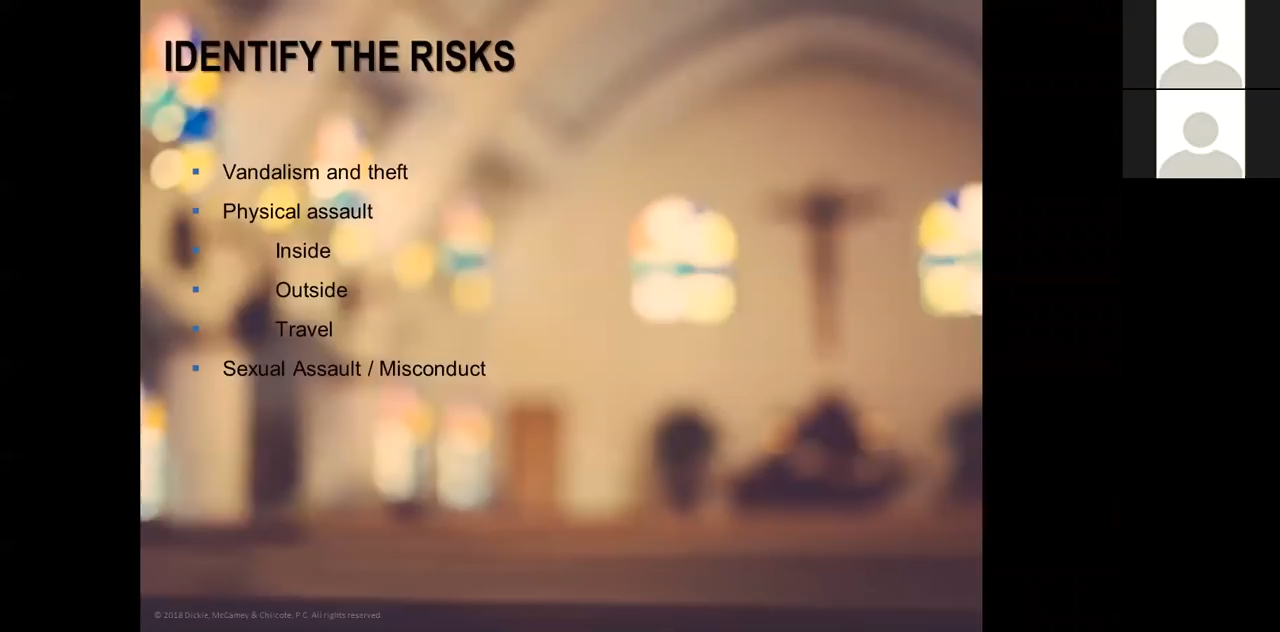 IDENTIFY THE RISKS
Vandalism and theft
Physical assault
Inside
Outside
Travel
Sexual Assault / Misconduct
© 2018 Dickie, McCamey & Chilcote, P.C. All rights reserved.